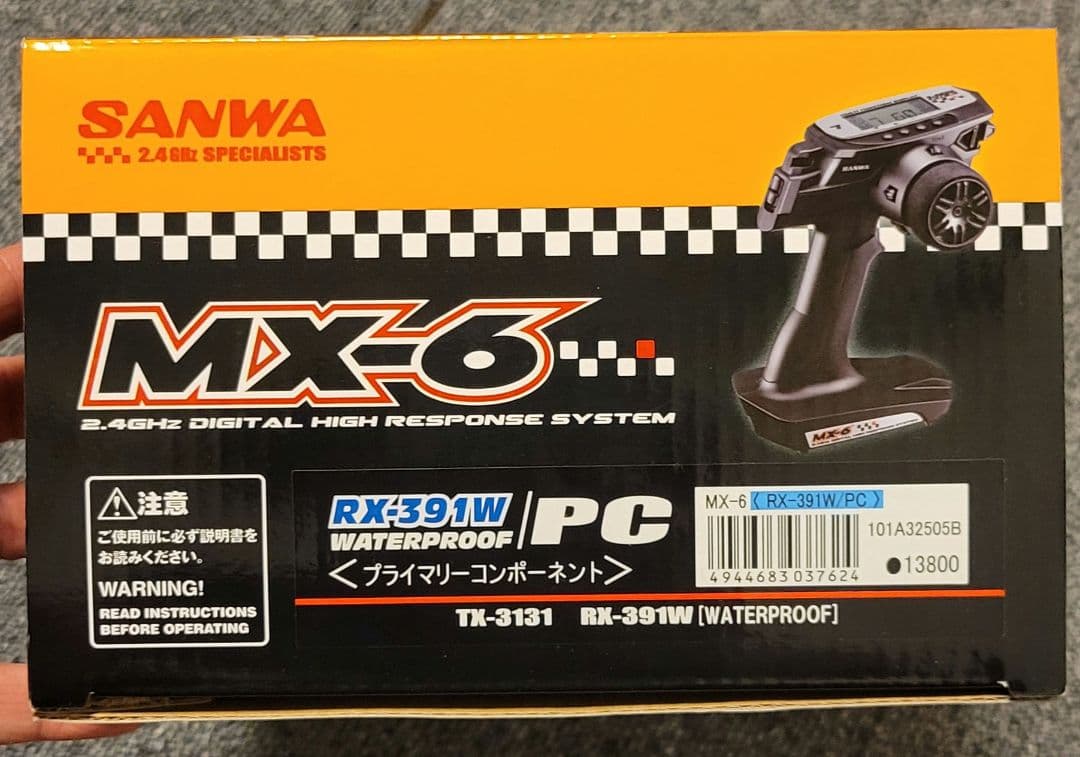 SANWA
2.4GHz SPECIALISTS
SANWA
MX-6
2.4GHz DIGITAL HIGH RESPONSE SYSTEM
MX-6
注意
ご使用前に必ず説明書を
お読みください。
WARNING!
READ INSTRUCTIONS
BEFORE OPERATING
RX-391W
WATERPROOF/PC
<プライマリーコンポーネント>
MX-6 《RX-391W/PC》
101A32505B
4944683037624
●13800
TX-3131 RX-391W [WATERPROOF]